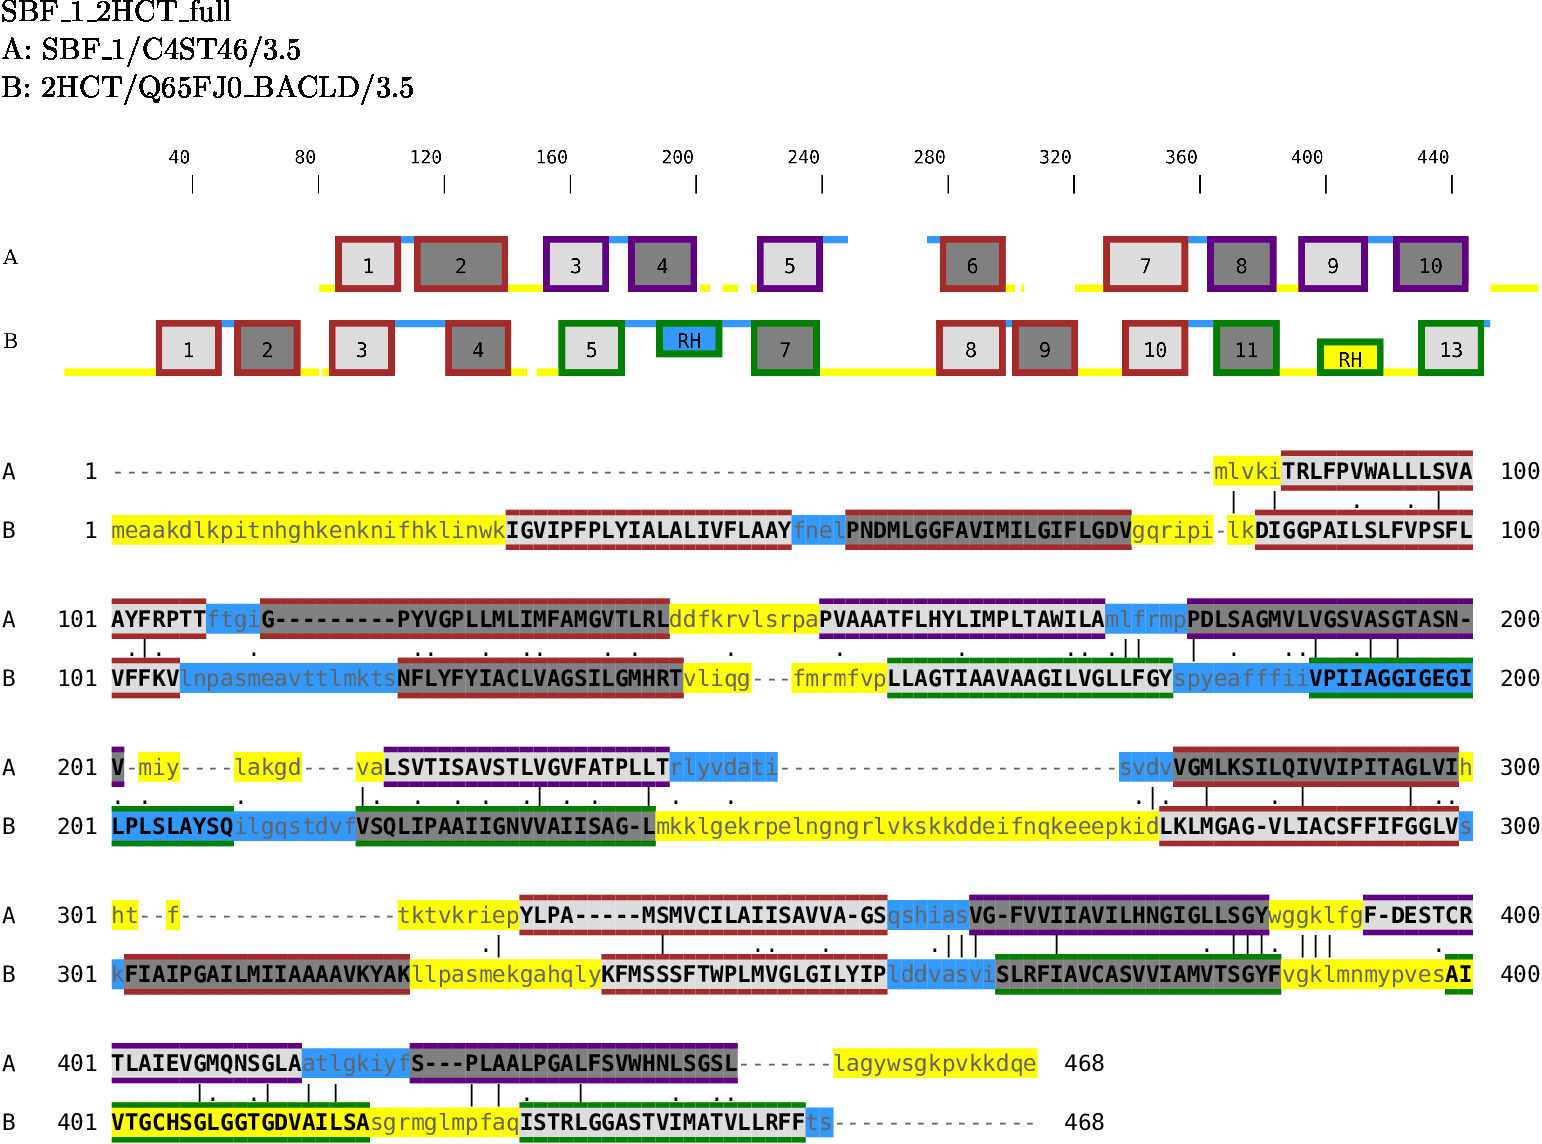 SBF_1_2HCT_full
A: SBF_1/C4ST46/3.5
B: 2HCT/Q65FJ0_BACLD/3.5
40 80 120 160 200 240 280 320 360 400 440
A 1 2 3 4 5 6 7 8 9 10
B 1 2 3 4 5 RH 7 8 9 10 11 RH 13
A 1 ---------------------------------------------------------------------------------mlvkiTRLFPVWALLLSVA 100
B 1 meaakdlkpitnhghkenknifhklinwkIGVIPFPLYIALALIVFLAAYfnelPNDMLGGFAVIMILGIFLGDVgqripi-lkDIGGPAILSLFVPSFL 100
A 101 AYFRPTTftgiG---------PYVGPLLMLIMFAMGVTLRLddfkrvlsrpaPVAAATFLHYLIMPLTAWILAmlfrmpPDLSAGMVLVGSVASGTASN- 200
B 101 VFFKVlnpasmeavttlmktsNFLYFYIACLVAGSILGMHRTvliqg---fmrmfvpLLAGTIAAVAAGILVGLLFGYspyeafffiiVPIIAGGIGEGI 200
A 201 V-miy----lakgd----vaLSVTISAVSTLVGVFATPLLTrlyvdati-------------------------svdvVGMLKSILQIVVIPITAGLVIh 300
B 201 LPLSLAYSQilgqstdvfVSQLIPAAIIGNVVAIISAG-LmkklgekrpelngngrlvkskkddeifnqkeeepkidLKLMGAG-VLIACSFFIFGGLVs 300
A 301 ht--f----------------tktvkriepYLPA-----MSMVCILAIISAVVA-GSqshiasVG-FVVIIAVILHNGIGLLSGYwggklfgF-DESTCR 400
B 301 kFIAIPGAILMIIAAAAVKYAKllpasmekgahqlyKFMSSSFTWPLMVGLGILYIPlddvasviSLRFIAVCASVVIAMVTSGYFvgklmnmypvesAI 400
A 401 TLAIEVGMQNSGLAatlgkiyfS---PLAALPGALFSVWHNLSGSL-------lagywsgkpvkkdqe 468
B 401 VTGCHSGLGGTGDVAILSAsgrmglmpfaqISTRLGGASTVIMATVLLRFFts--------------- 468